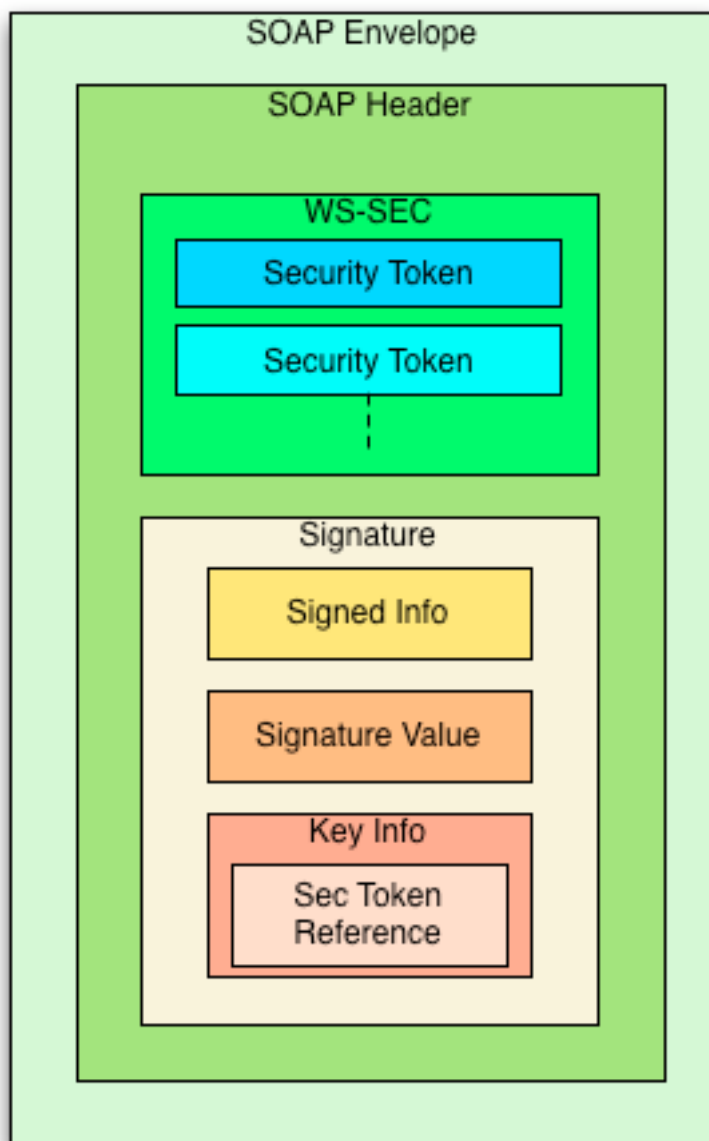 SOAP Envelope
SOAP Header
WS-SEC
Security Token
Security Token
Signature
Signed Info
Signature Value
Key Info
Sec Token
Reference